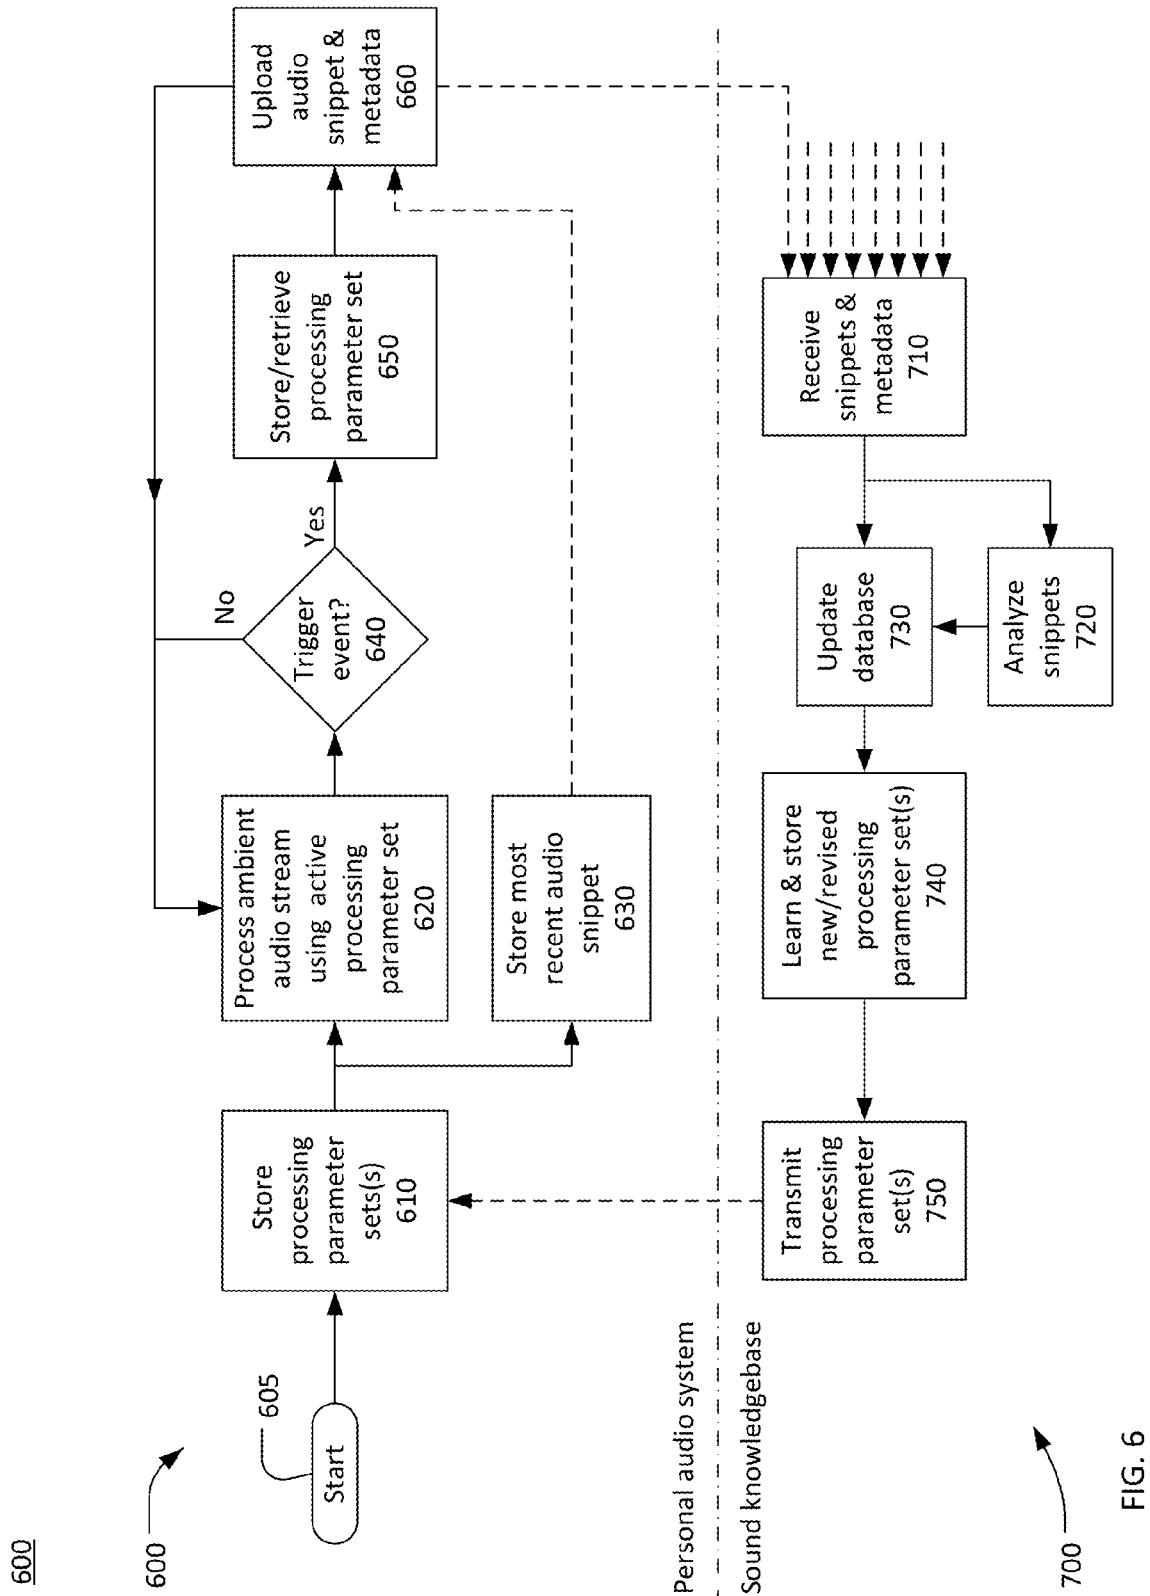 600
600
605
Start
Store
processing
parameter
sets(s)
610
Process ambient
audio stream
using active
processing
parameter set
620
Store most
recent audio
snippet
630
Trigger
event?
640
No
Yes
Store/retrieve
processing
parameter set
650
Upload
audio
snippet &
metadata
660
Personal audio system
Sound knowledgebase
Transmit
processing
parameter
set(s)
750
Learn & store
new/revised
processing
parameter set(s)
740
Update
database
730
Analyze
snippets
720
Receive
snippets &
metadata
710
700
FIG. 6